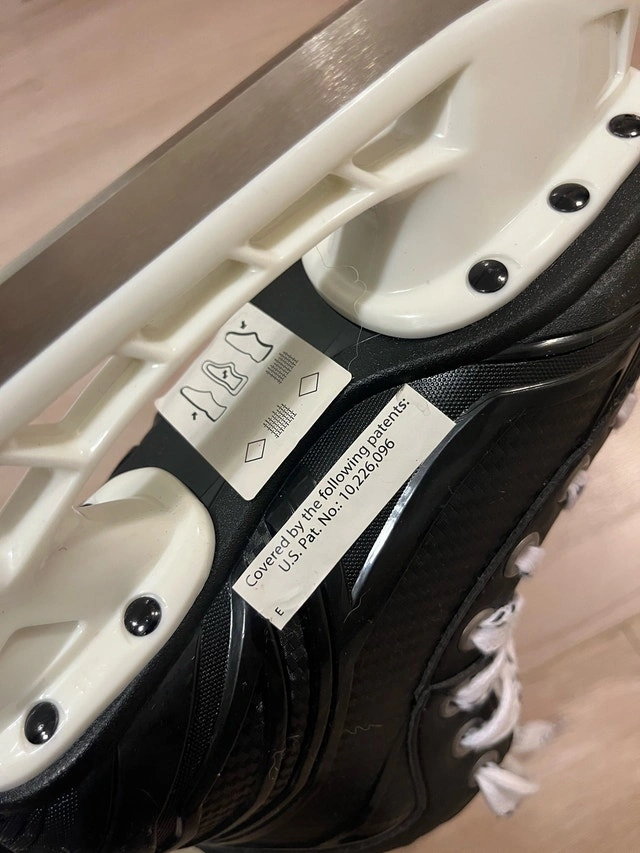 Covered by the following patents:
U.S. Pat. No.: 10,226,096
E